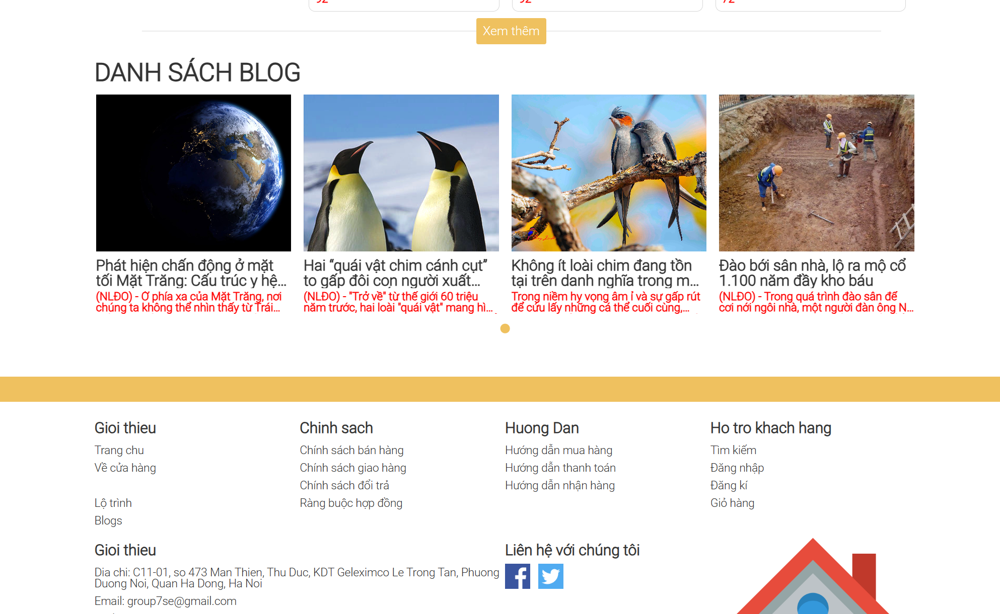 Xem thêm
DANH SÁCH BLOG
Phát hiện chấn động ở mặt
tối Mặt Trăng: Cấu trúc y hệ...
(NLĐO) - Ở phía xa của Mặt Trăng, nơi
chúng ta không thể nhìn thấy từ Trái...
Hai “quái vật chim cánh cụt”
to gấp đôi con người xuất...
(NLĐO) - "Trở về" từ thế giới 60 triệu
năm trước, hai loài "quái vật" mang hì...
Không ít loài chim đang tồn
tại trên danh nghĩa trong m...
Trong niềm hy vọng âm ỉ và sự gấp rút
để cứu lấy những cá thể cuối cùng,...
Đào bới sân nhà, lộ ra mộ cổ
1.100 năm đầy kho báu
(NLĐO) - Trong quá trình đào sân để
cơi nới ngôi nhà, một người đàn ông N...
Gioi thieu
Trang chu
Về cửa hàng
Lộ trình
Blogs
Chinh sach
Chính sách bán hàng
Chính sách giao hàng
Chính sách đổi trả
Ràng buộc hợp đồng
Huong Dan
Hướng dẫn mua hàng
Hướng dẫn thanh toán
Hướng dẫn nhận hàng
Ho tro khach hang
Tìm kiếm
Đăng nhập
Đăng kí
Giỏ hàng
Gioi thieu
Dia chi: C11-01, so 473 Man Thien, Thu Duc, KDT Geleximco Le Trong Tan, Phuong
Duong Noi, Quan Ha Dong, Ha Noi
Email: group7se@gmail.com
Liên hệ với chúng tôi